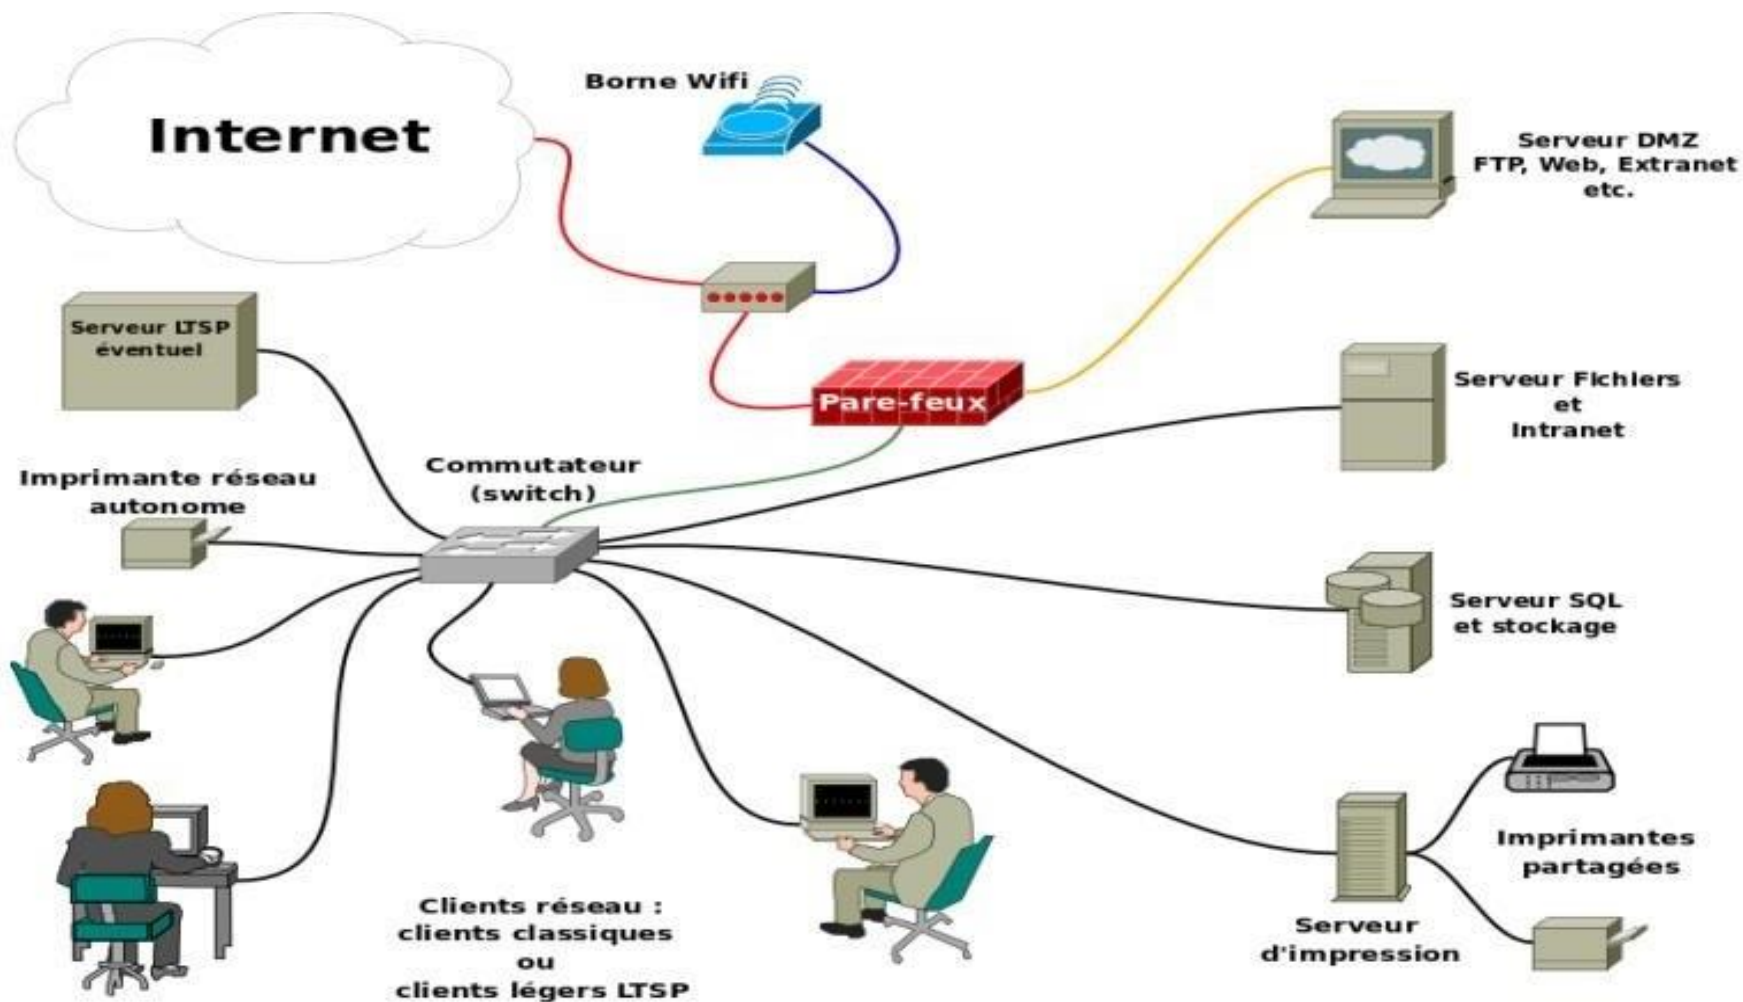 Internet
Borne Wifi
Serveur DMZ
FTP, Web, Extranet
etc.
Serveur LTSP
éventuel
Pare-feux
Serveur Fichiers
et
Intranet
Imprimante réseau
autonome
Commutateur
(switch)
Serveur SQL
et stockage
Imprimantes
partagées
Serveur
d'impression
Clients réseau :
clients classiques
ou
clients légers LTSP